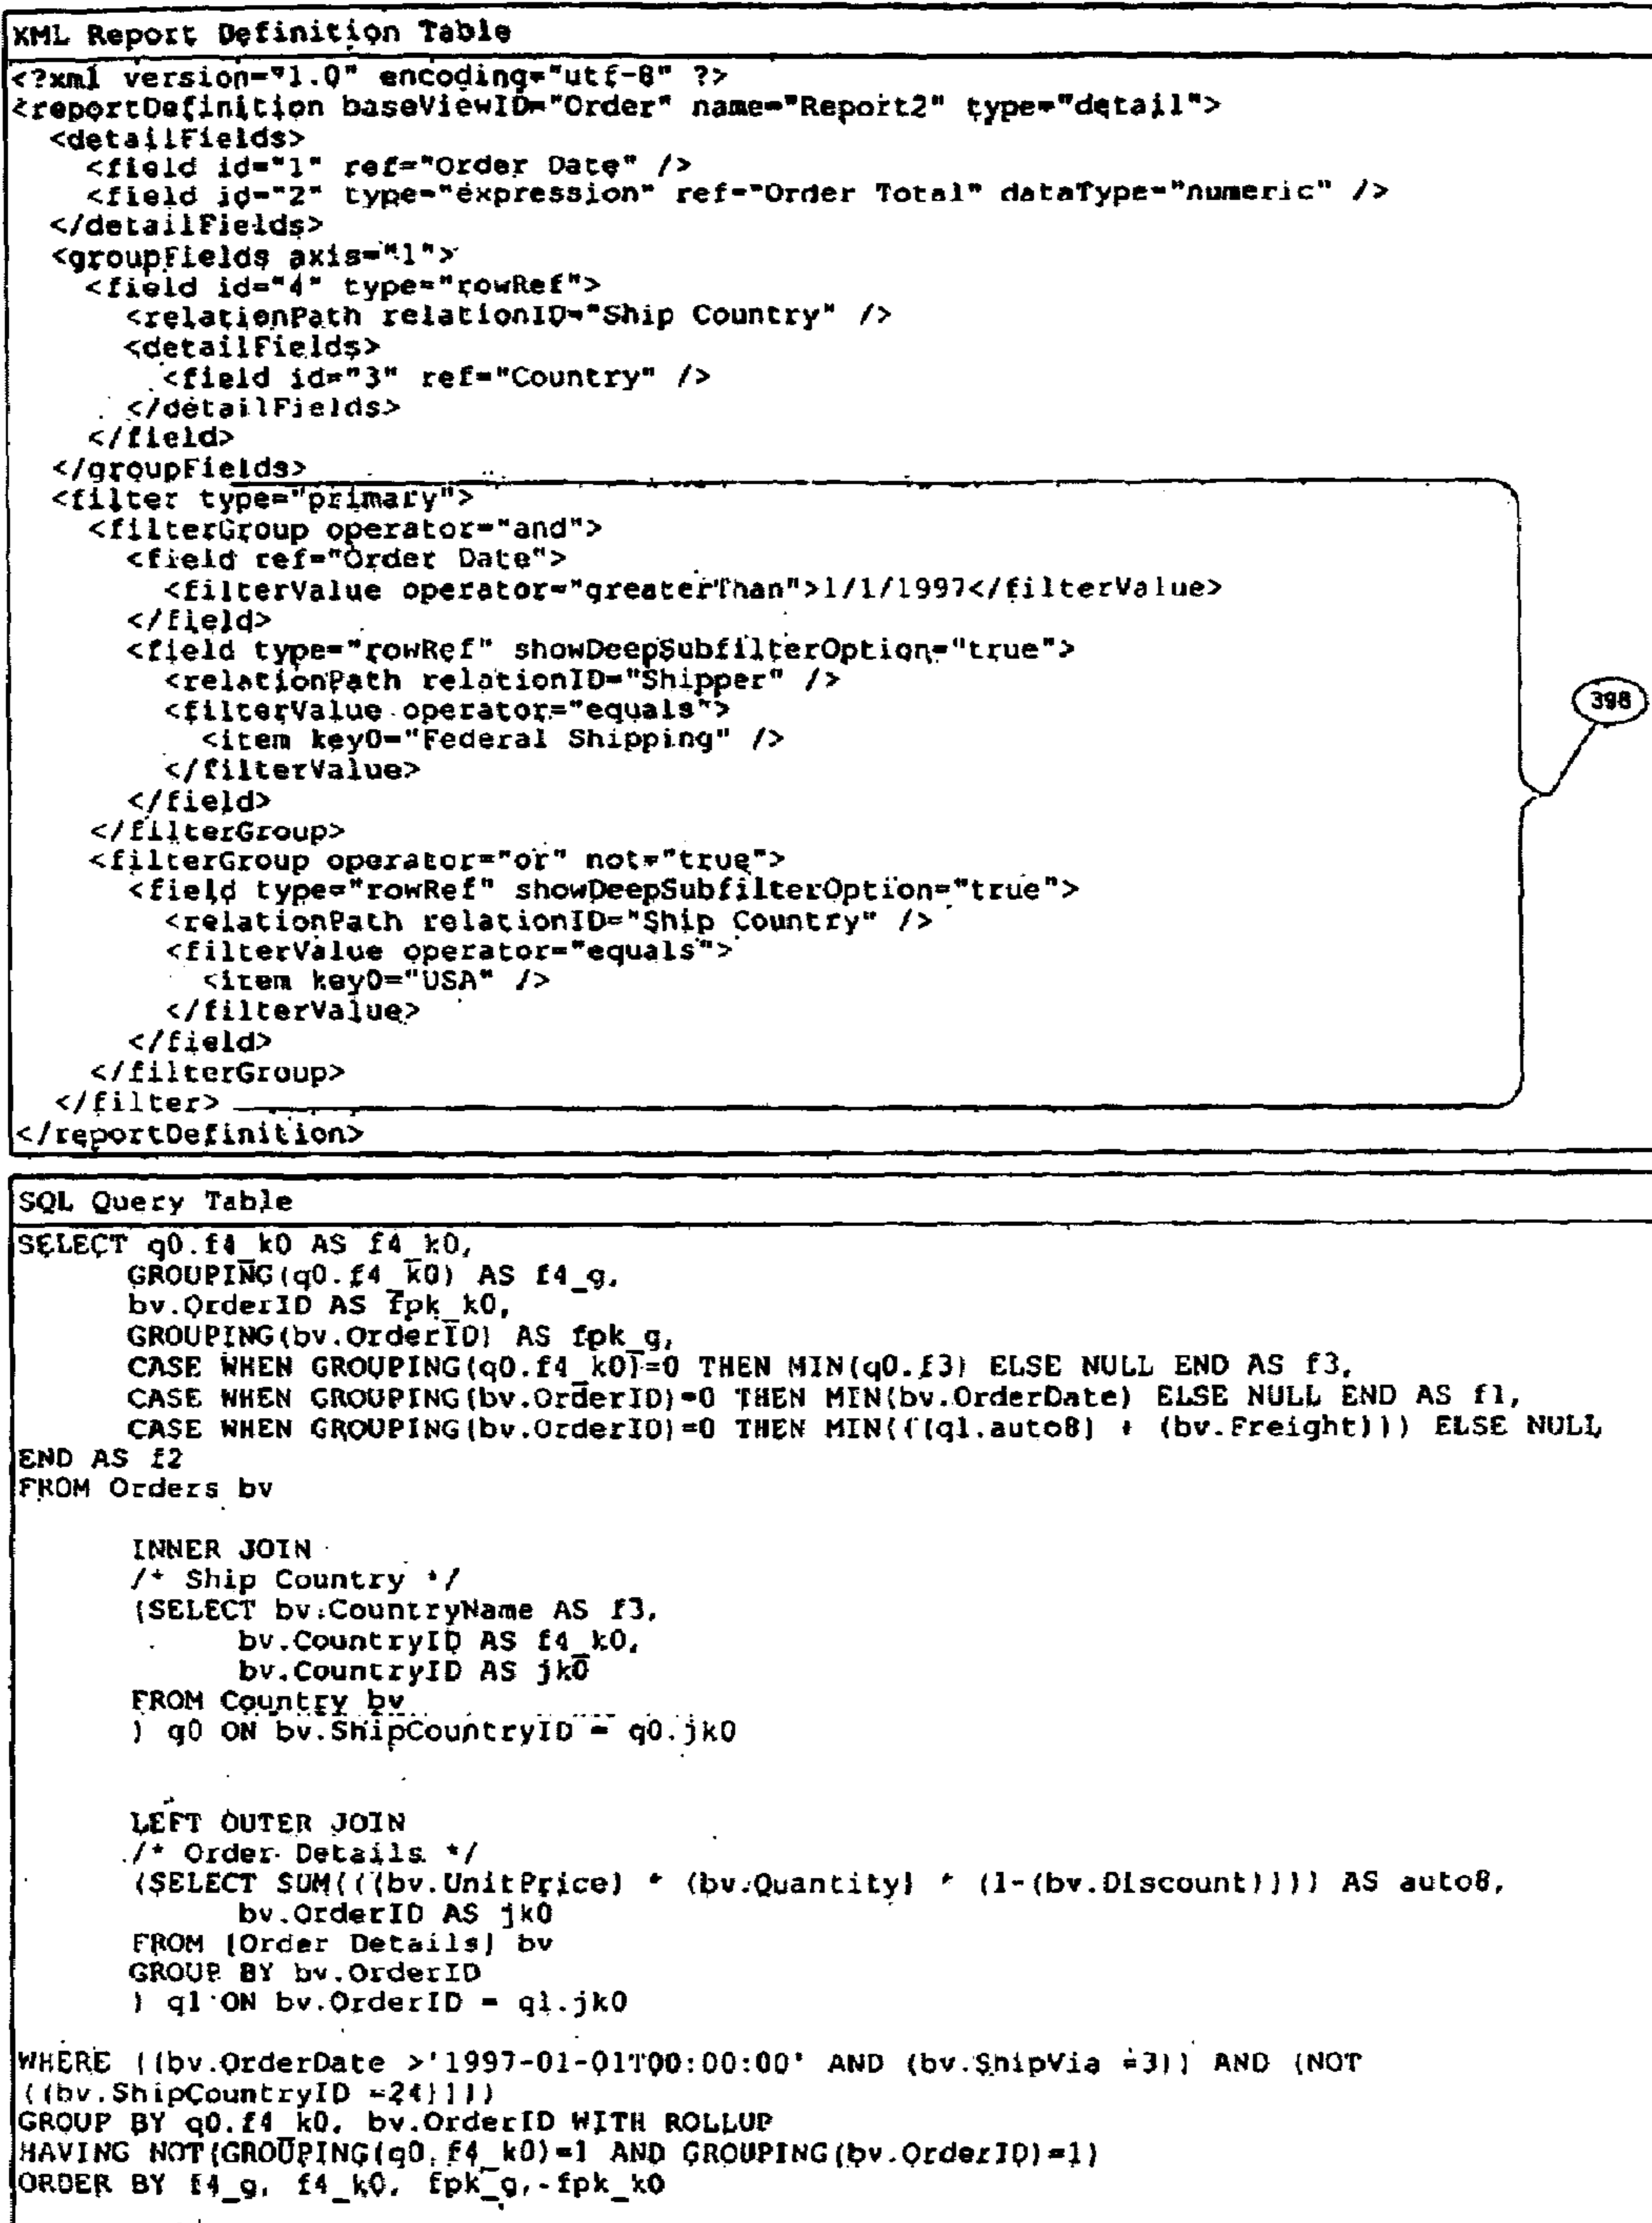 XML Report Definition Table
<?xml version="1.0" encoding="utf-8" ?>
<reportDefinition baseViewID="Order" name="Report2" type="detail">
<detailFields>
<field id="1" ref="Order Date" />
<field id="2" type="expression" ref="Order Total" dataType="numeric" />
</detailFields>
<groupFields axis="1">
<field id="4" type="rowRef">
<relationPath relationID="Ship Country" />
<detailFields>
<field id="3" ref="Country" />
</detailFields>
</field>
</groupFields>
<filter type="primary">
<filterGroup operator="and">
<field ref="Order Date">
<filterValue operator="greaterThan">1/1/1997</filterValue>
</field>
<field type="rowRef" showDeepSubfilterOption="true">
<relationPath relationID="Shipper" />
<filterValue operator="equals">
398
<item key0="Federal Shipping" />
</filterValue>
</field>
</filterGroup>
<filterGroup operator="or" not="true">
<field type="rowRef" showDeepSubfilterOption="true">
<relationPath relationID="Ship Country" />
<filterValue operator="equals">
<item key0="USA" />
</filterValue>
</field>
</filterGroup>
</filter>
</reportDefinition>
SQL Query Table
SELECT q0.f4_k0 AS f4_k0,
GROUPING(q0.f4_k0) AS f4_g,
bv.OrderID AS fpk_k0,
GROUPING(bv.OrderID) AS fpk_g,
CASE WHEN GROUPING(q0.f4_k0)=0 THEN MIN(q0.f3) ELSE NULL END AS f3,
CASE WHEN GROUPING(bv.OrderID)=0 THEN MIN(bv.OrderDate) ELSE NULL END AS f1,
CASE WHEN GROUPING(bv.OrderID)=0 THEN MIN(((q1.auto8) + (bv.Freight))) ELSE NULL
END AS f2
FROM Orders bv
INNER JOIN
/* Ship Country */
(SELECT bv.CountryName AS f3,
bv.CountryID AS f4_k0,
bv.CountryID AS jk0
FROM Country bv
) q0 ON bv.ShipCountryID = q0.jk0
LEFT OUTER JOIN
/* Order Details */
(SELECT SUM(((bv.UnitPrice) * (bv.Quantity) * (1-(bv.Discount)))) AS auto8,
bv.OrderID AS jk0
FROM [Order Details] bv
GROUP BY bv.OrderID
) q1 ON bv.OrderID = q1.jk0
WHERE ((bv.OrderDate >'1997-01-01T00:00:00' AND (bv.ShipVia =3)) AND (NOT
((bv.ShipCountryID =24))))
GROUP BY q0.f4_k0, bv.OrderID WITH ROLLUP
HAVING NOT(GROUPING(q0.f4_k0)=1 AND GROUPING(bv.OrderID)=1)
ORDER BY f4_g, f4_k0, fpk_g, fpk_k0